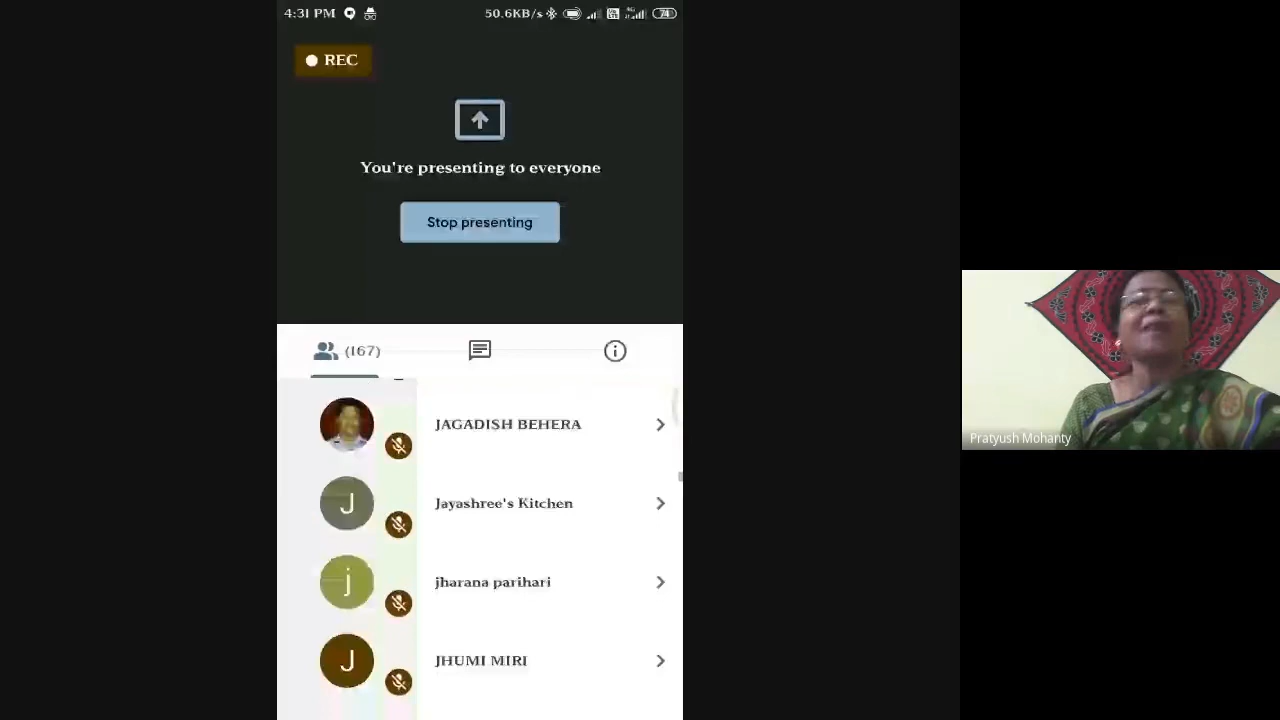 4:31 PM
50.6KB/s
74
REC
You're presenting to everyone
Stop presenting
(167)
JAGADISH BEHERA
J
Jayashree's Kitchen
j
jharana parihari
J
JHUMI MIRI
Pratyush Mohanty